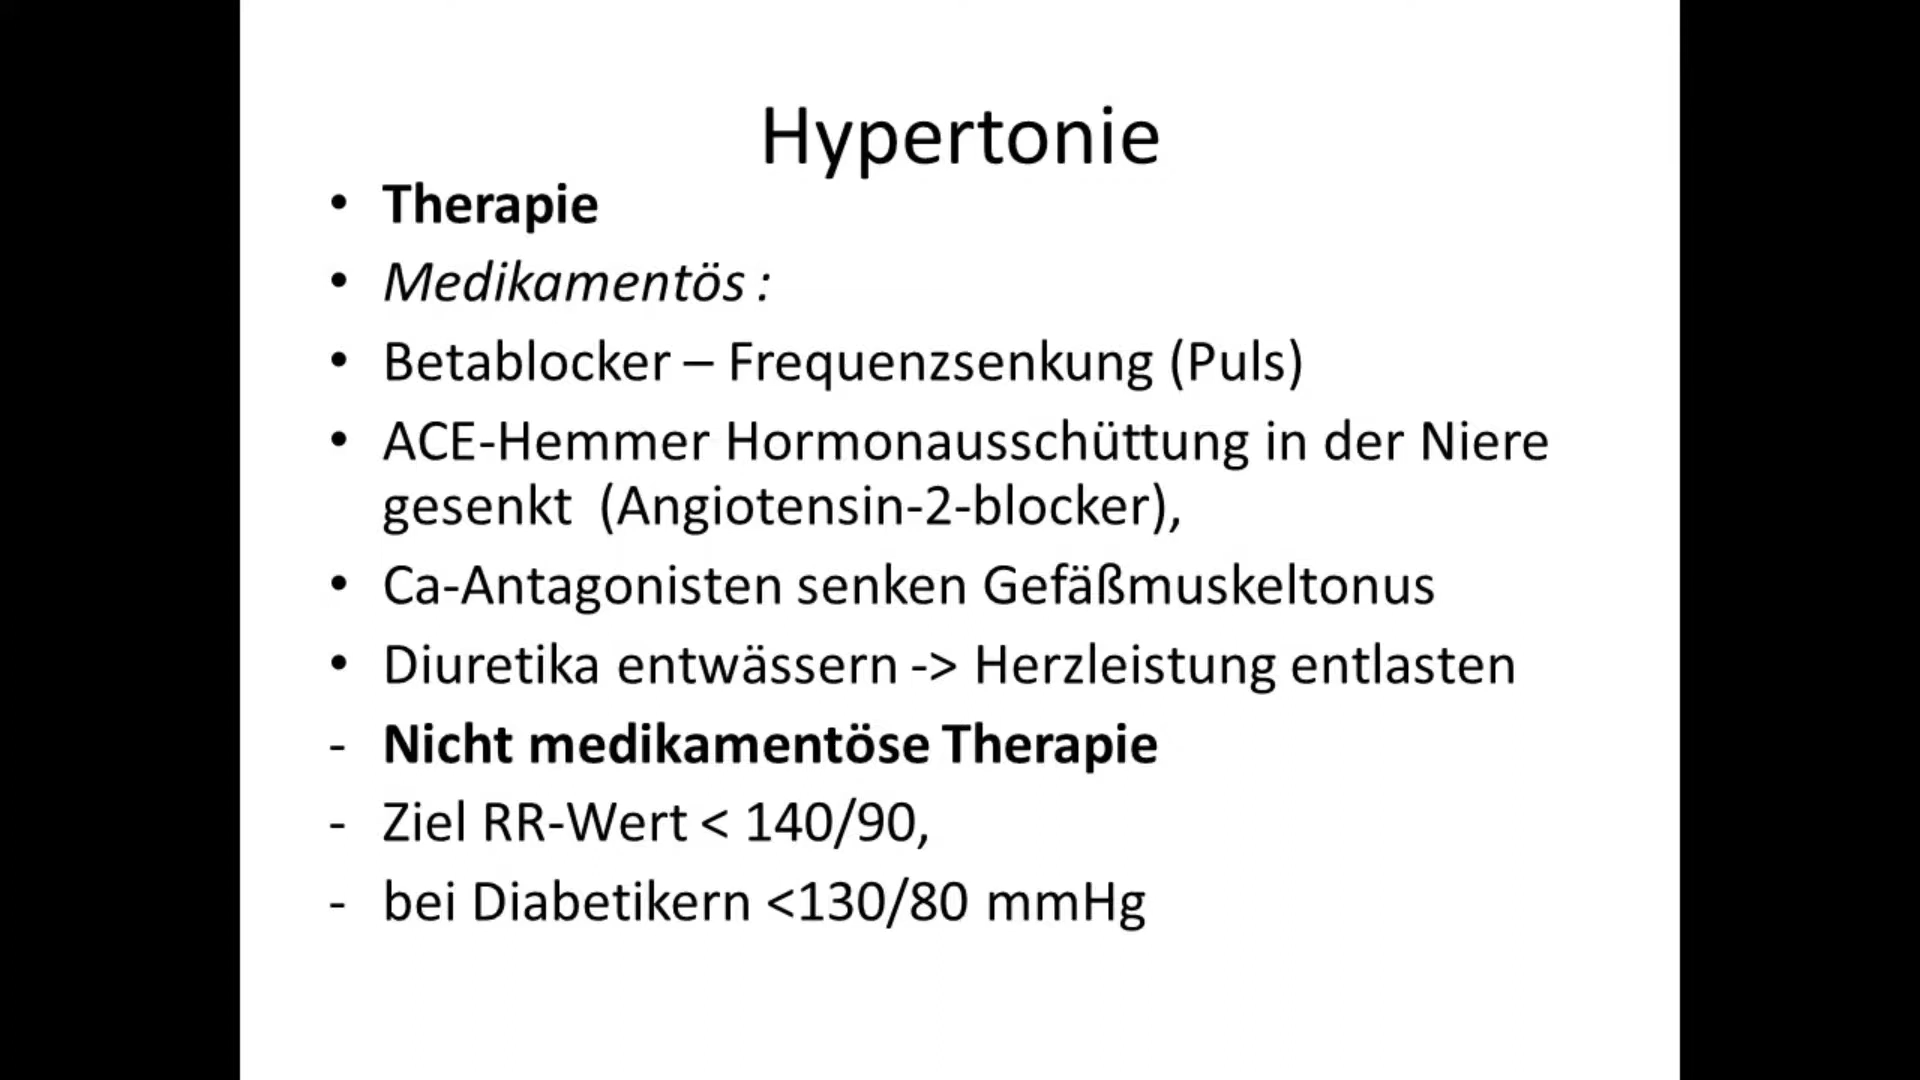 Hypertonie
• Therapie
• Medikamentös :
• Betablocker – Frequenzsenkung (Puls)
• ACE-Hemmer Hormonausschüttung in der Niere
gesenkt  (Angiotensin-2-blocker),
• Ca-Antagonisten senken Gefäßmuskeltonus
• Diuretika entwässern -> Herzleistung entlasten
- Nicht medikamentöse Therapie
- Ziel RR-Wert < 140/90,
- bei Diabetikern <130/80 mmHg